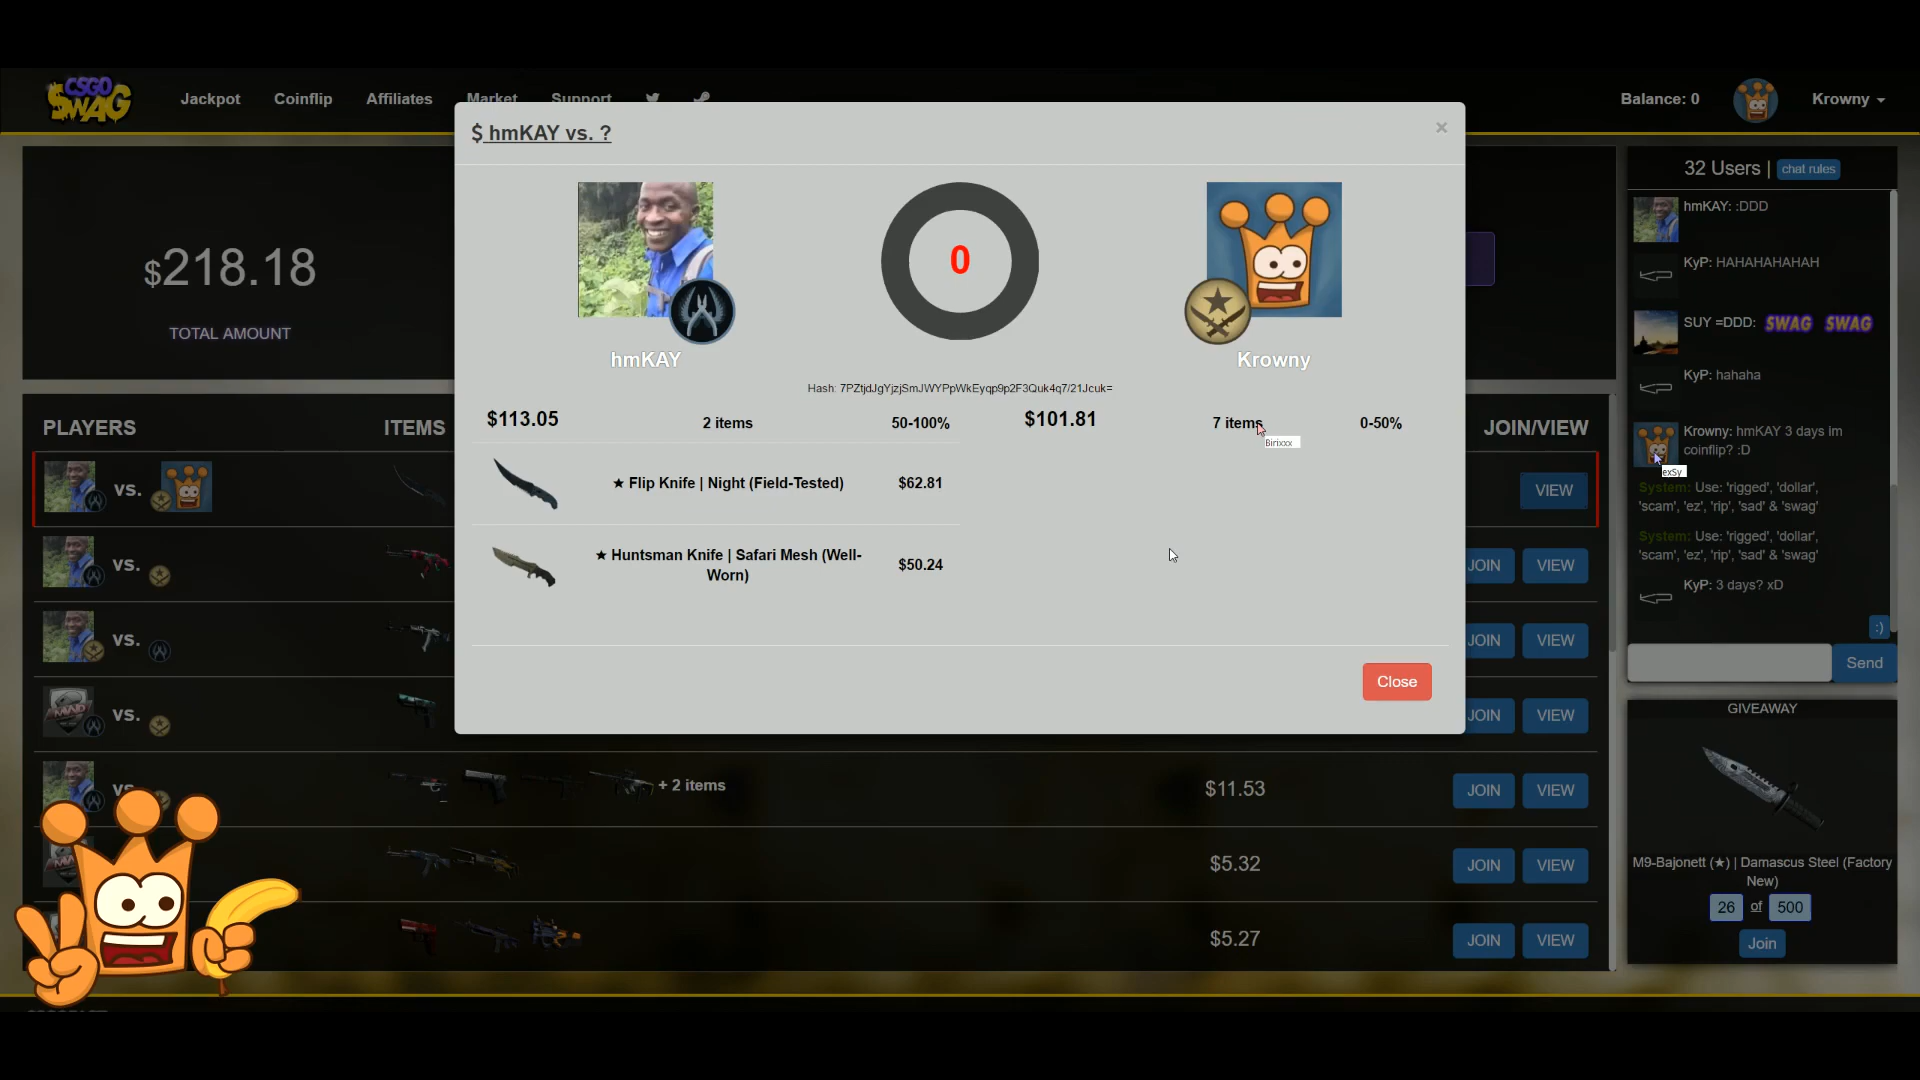 CSGO
SWAG
Jackpot
Coinflip
Affiliates
Market
Support
Balance: 0
Krowny
$ hmKAY vs. ?
×
$218.18
TOTAL AMOUNT
0
hmKAY
Krowny
Hash: 7PZtjdJgYjzjSmJWYPpWkEyqp9p2F3Quk4q7/21Jcuk=
$113.05
2 items
50-100%
$101.81
7 items
0-50%
Birixxx
★ Flip Knife | Night (Field-Tested)
$62.81
★ Huntsman Knife | Safari Mesh (Well-
Worn)
$50.24
Close
PLAYERS
ITEMS
JOIN/VIEW
vs.
VIEW
vs.
JOIN
VIEW
vs.
JOIN
VIEW
vs.
JOIN
VIEW
vs.
+ 2 items
$11.53
JOIN
VIEW
$5.32
JOIN
VIEW
$5.27
JOIN
VIEW
32 Users |
chat rules
hmKAY: :DDD
KyP: HAHAHAHAHAH
SUY =DDD: SWAG SWAG
KyP: hahaha
Krowny: hmKAY 3 days im
coinflip? :D
exSy
System: Use: 'rigged', 'dollar',
'scam', 'ez', 'rip', 'sad' & 'swag'
System: Use: 'rigged', 'dollar',
'scam', 'ez', 'rip', 'sad' & 'swag'
KyP: 3 days? xD
:)
Send
GIVEAWAY
M9-Bajonett (★) | Damascus Steel (Factory
New)
26 of 500
Join